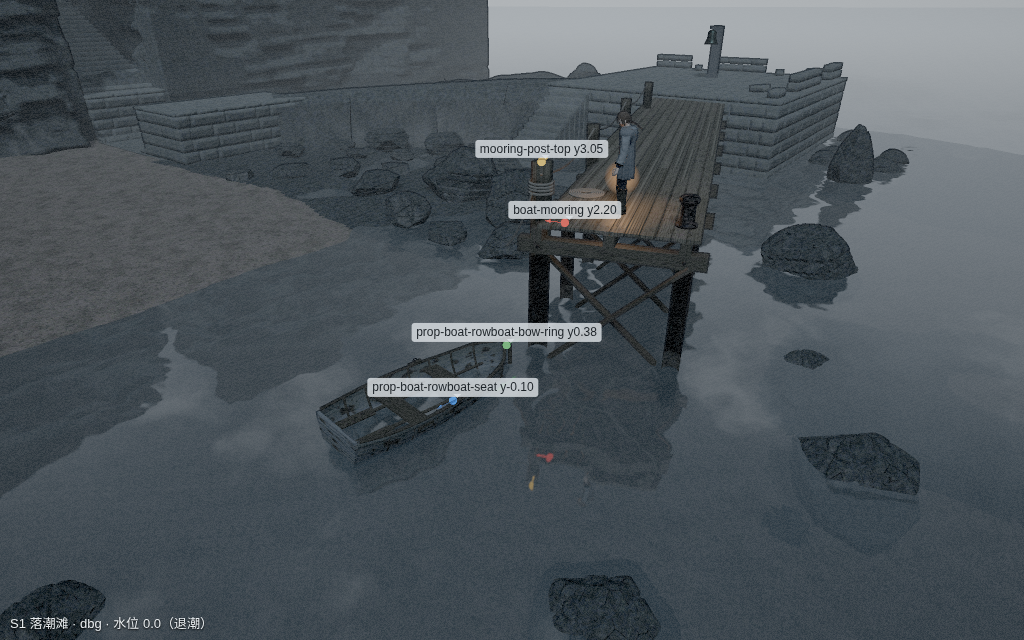 mooring-post-top y3.05
boat-mooring y2.20
prop-boat-rowboat-bow-ring y0.38
prop-boat-rowboat-seat y-0.10
S1 落潮滩 · dbg · 水位 0.0（退潮）